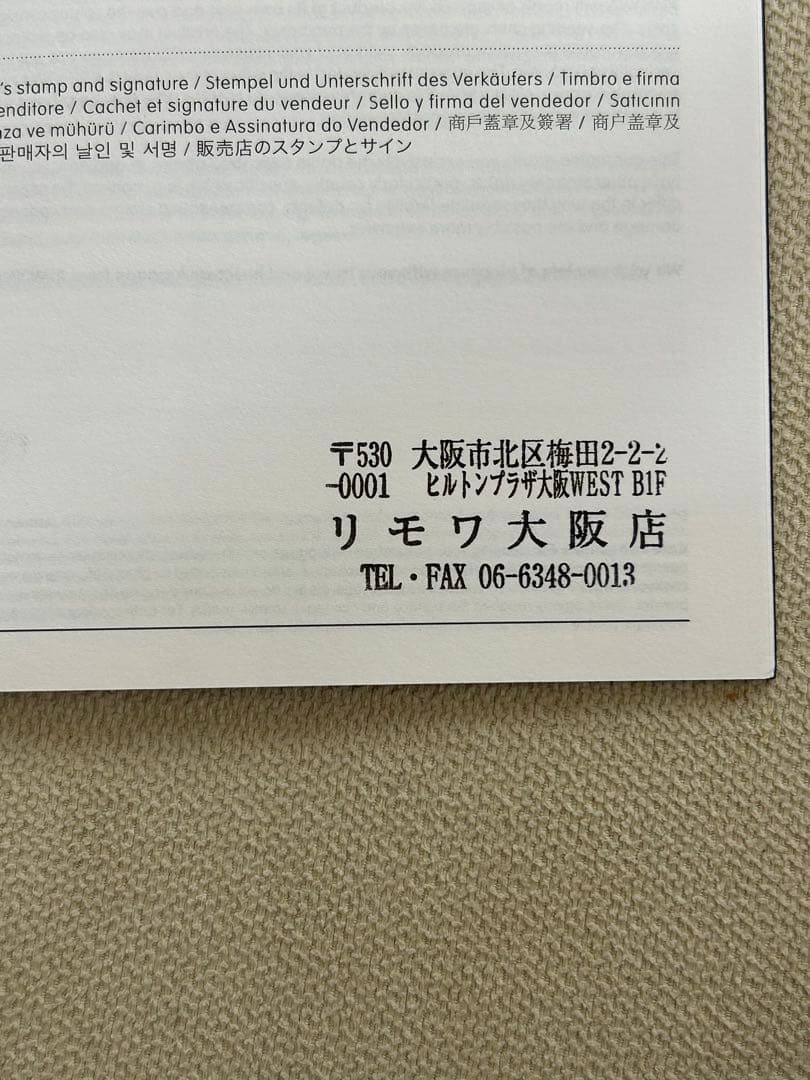 's stamp and signature / Stempel und Unterschrift des Verkäufers / Timbro e firma
enditore / Cachet et signature du vendeur / Sello y firma del vendedor / Satıcının
nza ve mühürü / Carimbo e Assinatura do Vendedor / 商戶蓋章及簽署 / 商户盖章及
판매자의 날인 및 서명 / 販売店のスタンプとサイン
〒530 大阪市北区梅田2-2-2
-0001 ヒルトンプラザ大阪WEST B1F
リモワ大阪店
TEL・FAX 06-6348-0013